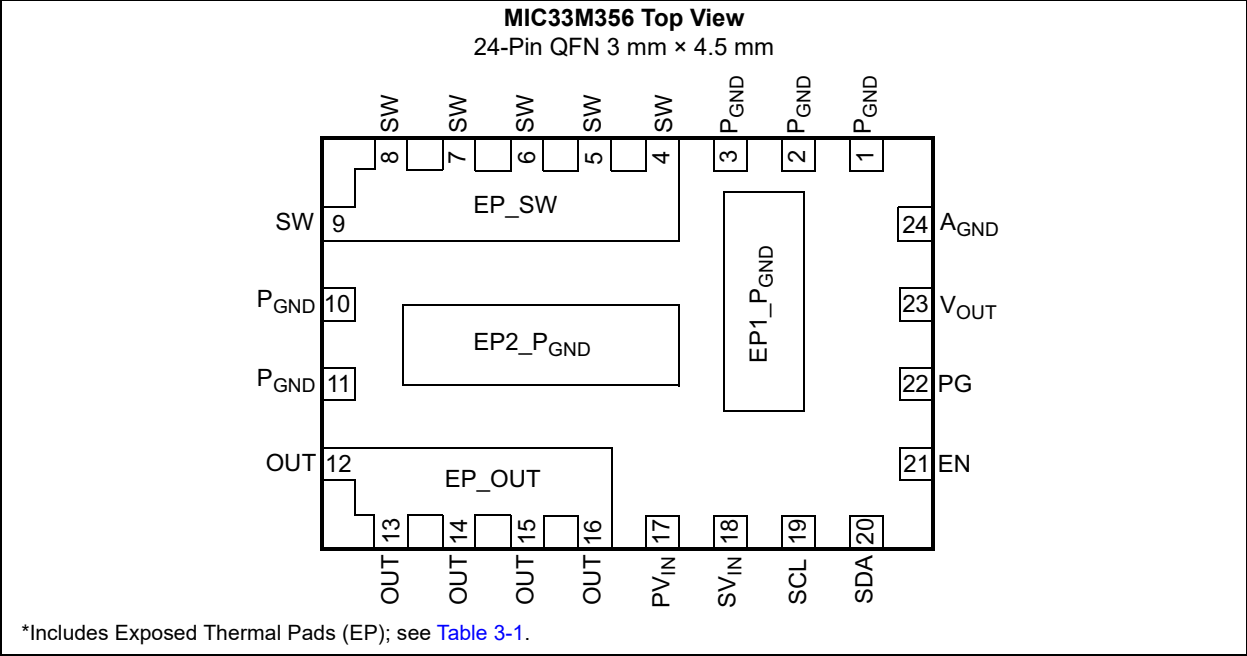 MIC33M356 Top View
24-Pin QFN 3 mm × 4.5 mm
SW SW SW SW SW PGND PGND PGND
8 7 6 5 4 3 2 1
EP_SW
SW 9
24 AGND
PGND 10
EP1_PGND
23 VOUT
EP2_PGND
PGND 11
22 PG
OUT 12
21 EN
EP_OUT
13 14 15 16 17 18 19 20
OUT OUT OUT OUT PVIN SVIN SCL SDA
*Includes Exposed Thermal Pads (EP); see Table 3-1.